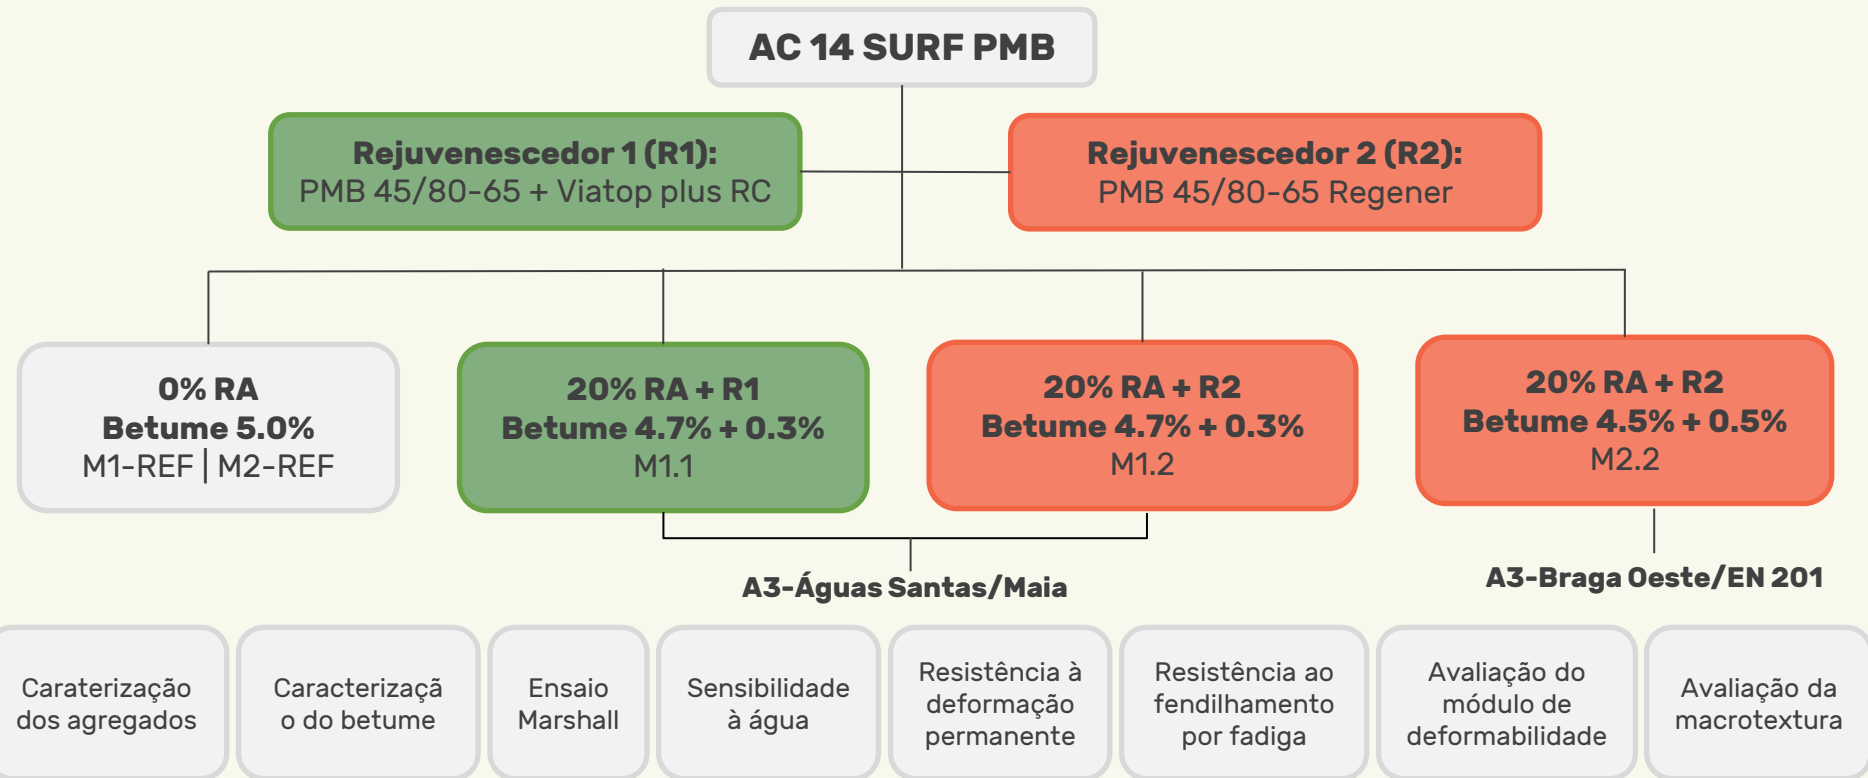 AC 14 SURF PMB
Rejuvenescedor 1 (R1):
PMB 45/80-65 + Viatop plus RC
Rejuvenescedor 2 (R2):
PMB 45/80-65 Regener
0% RA
Betume 5.0%
M1-REF | M2-REF
20% RA + R1
Betume 4.7% + 0.3%
M1.1
20% RA + R2
Betume 4.7% + 0.3%
M1.2
20% RA + R2
Betume 4.5% + 0.5%
M2.2
A3-Águas Santas/Maia
A3-Braga Oeste/EN 201
Caraterização
dos agregados
Caracterizaçã
o do betume
Ensaio
Marshall
Sensibilidade
à água
Resistência à
deformação
permanente
Resistência ao
fendilhamento
por fadiga
Avaliação do
módulo de
deformabilidade
Avaliação da
macrotextura